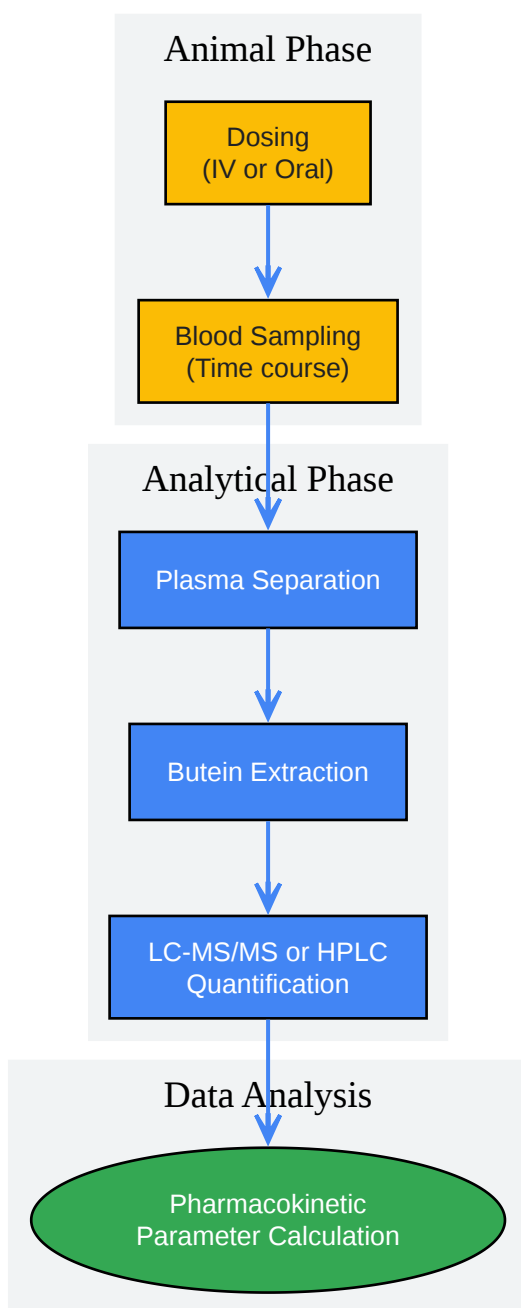 Animal Phase
Dosing
(IV or Oral)
Blood Sampling
(Time course)
Analytical Phase
Plasma Separation
Butein Extraction
LC-MS/MS or HPLC
Quantification
Data Analysis
Pharmacokinetic
Parameter Calculation